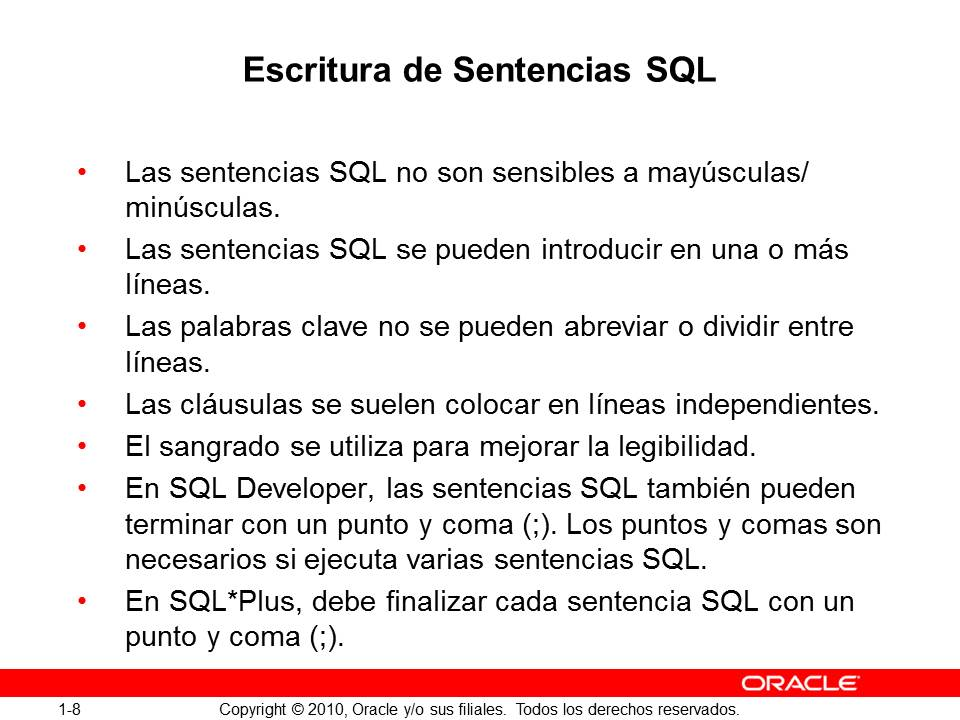 Escritura de Sentencias SQL
• Las sentencias SQL no son sensibles a mayúsculas/
minúsculas.
• Las sentencias SQL se pueden introducir en una o más
líneas.
• Las palabras clave no se pueden abreviar o dividir entre
líneas.
• Las cláusulas se suelen colocar en líneas independientes.
• El sangrado se utiliza para mejorar la legibilidad.
• En SQL Developer, las sentencias SQL también pueden
terminar con un punto y coma (;). Los puntos y comas son
necesarios si ejecuta varias sentencias SQL.
• En SQL*Plus, debe finalizar cada sentencia SQL con un
punto y coma (;).
ORACLE
1-8 Copyright © 2010, Oracle y/o sus filiales. Todos los derechos reservados.